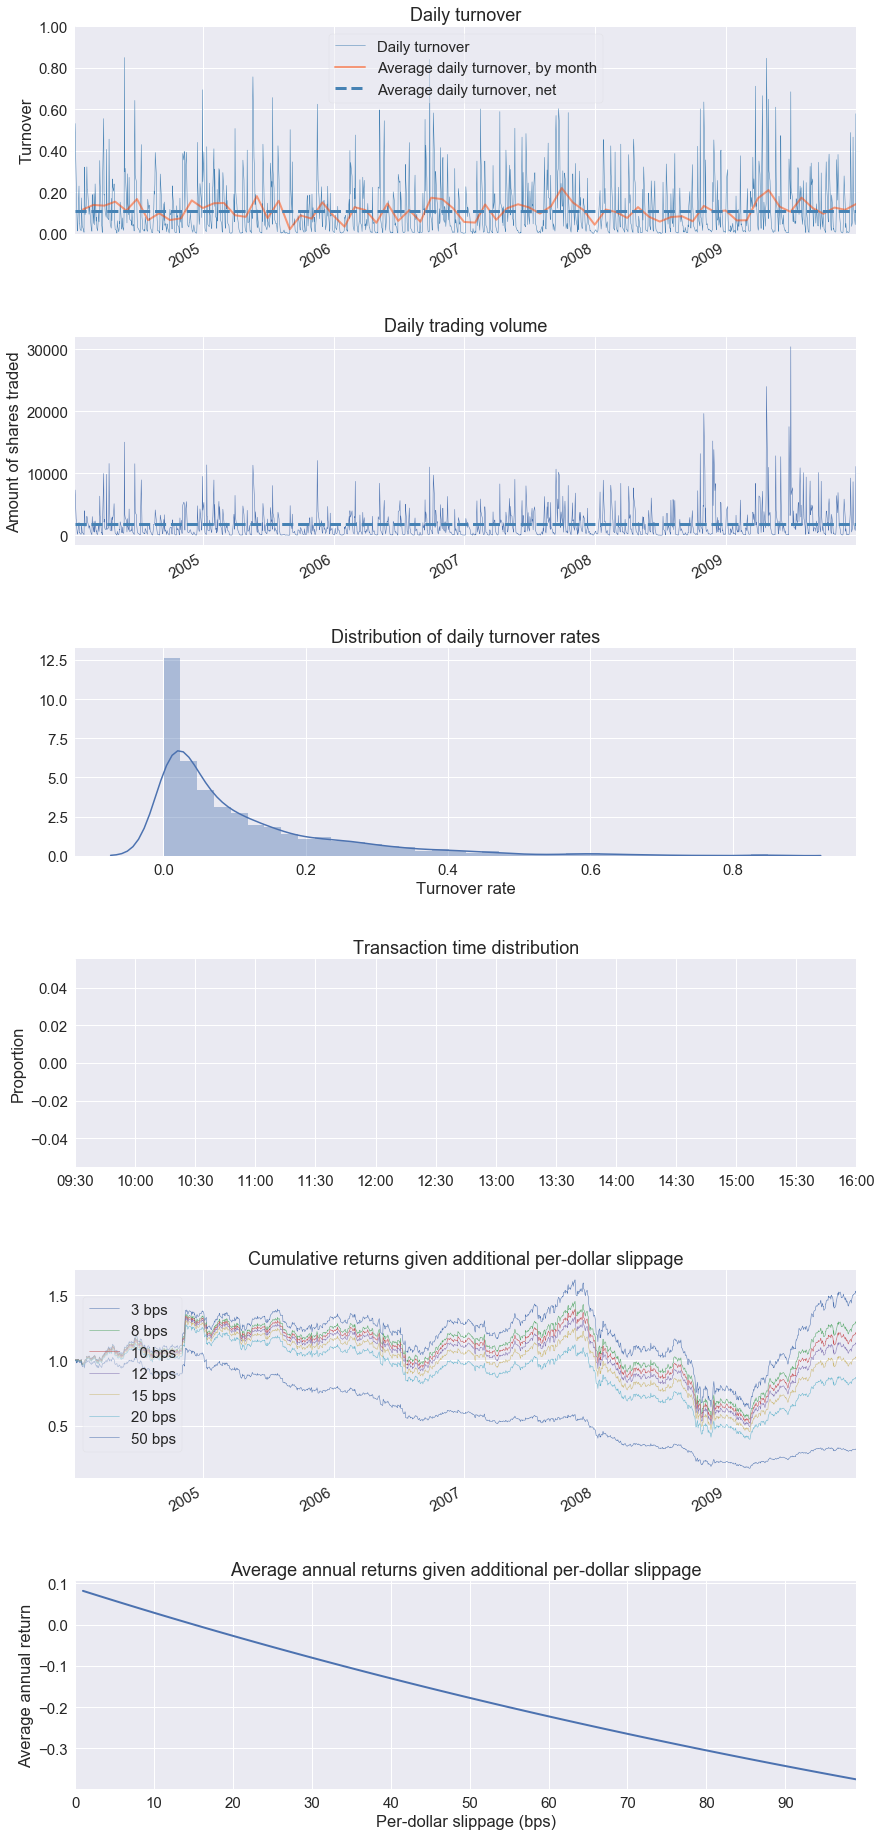 Daily turnover
Turnover
1.00
0.80
0.60
0.40
0.20
0.00
Daily turnover
Average daily turnover, by month
Average daily turnover, net
2005 2006 2007 2008 2009
Daily trading volume
Amount of shares traded
30000
20000
10000
0
2005 2006 2007 2008 2009
Distribution of daily turnover rates
12.5
10.0
7.5
5.0
2.5
0.0
0.0 0.2 0.4 0.6 0.8
Turnover rate
Transaction time distribution
Proportion
0.04
0.02
0.00
−0.02
−0.04
09:30 10:00 10:30 11:00 11:30 12:00 12:30 13:00 13:30 14:00 14:30 15:00 15:30 16:00
Cumulative returns given additional per-dollar slippage
1.5
1.0
0.5
3 bps
8 bps
10 bps
12 bps
15 bps
20 bps
50 bps
2005 2006 2007 2008 2009
Average annual returns given additional per-dollar slippage
Average annual return
0.1
0.0
−0.1
−0.2
−0.3
0 10 20 30 40 50 60 70 80 90
Per-dollar slippage (bps)